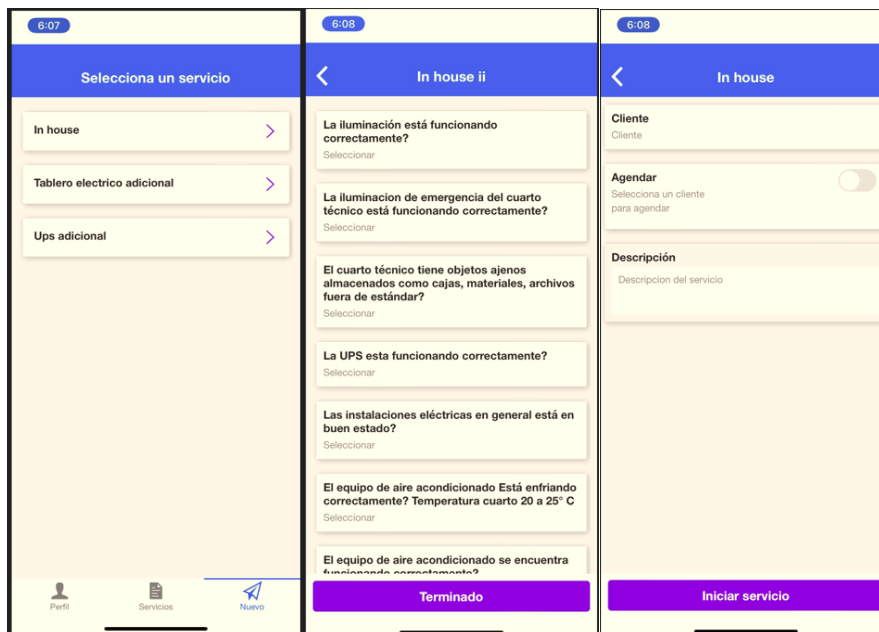 6:07
Selecciona un servicio
In house
Tablero electrico adicional
Ups adicional
Perfil
Servicios
Nuevo
6:08
In house ii
La iluminación está funcionando
correctamente?
Seleccionar
La iluminacion de emergencia del cuarto
técnico está funcionando correctamente?
Seleccionar
El cuarto técnico tiene objetos ajenos
almacenados como cajas, materiales, archivos
fuera de estándar?
Seleccionar
La UPS esta funcionando correctamente?
Seleccionar
Las instalaciones eléctricas en general está en
buen estado?
Seleccionar
El equipo de aire acondicionado Está enfriando
correctamente? Temperatura cuarto 20 a 25° C
Seleccionar
El equipo de aire acondicionado se encuentra
funcionando correctamente?
Terminado
6:08
In house
Cliente
Cliente
Agendar
Selecciona un cliente
para agendar
Descripción
Descripcion del servicio
Iniciar servicio